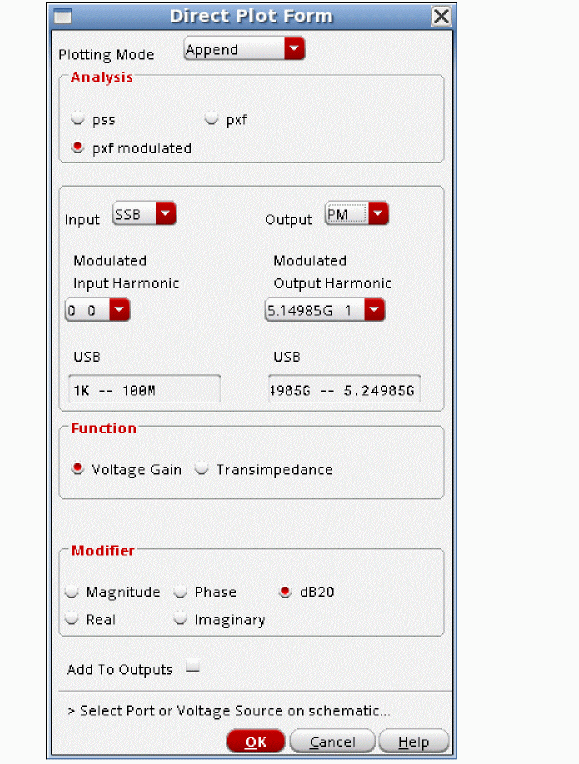 Direct Plot Form
Plotting Mode Append
Analysis
pss pxf
pxf modulated
Input SSB Output PM
Modulated Modulated
Input Harmonic Output Harmonic
0 0 5.14985G 1
USB USB
1K -- 100M 4985G -- 5.24985G
Function
Voltage Gain Transimpedance
Modifier
Magnitude Phase dB20
Real Imaginary
Add To Outputs
> Select Port or Voltage Source on schematic...
OK Cancel Help